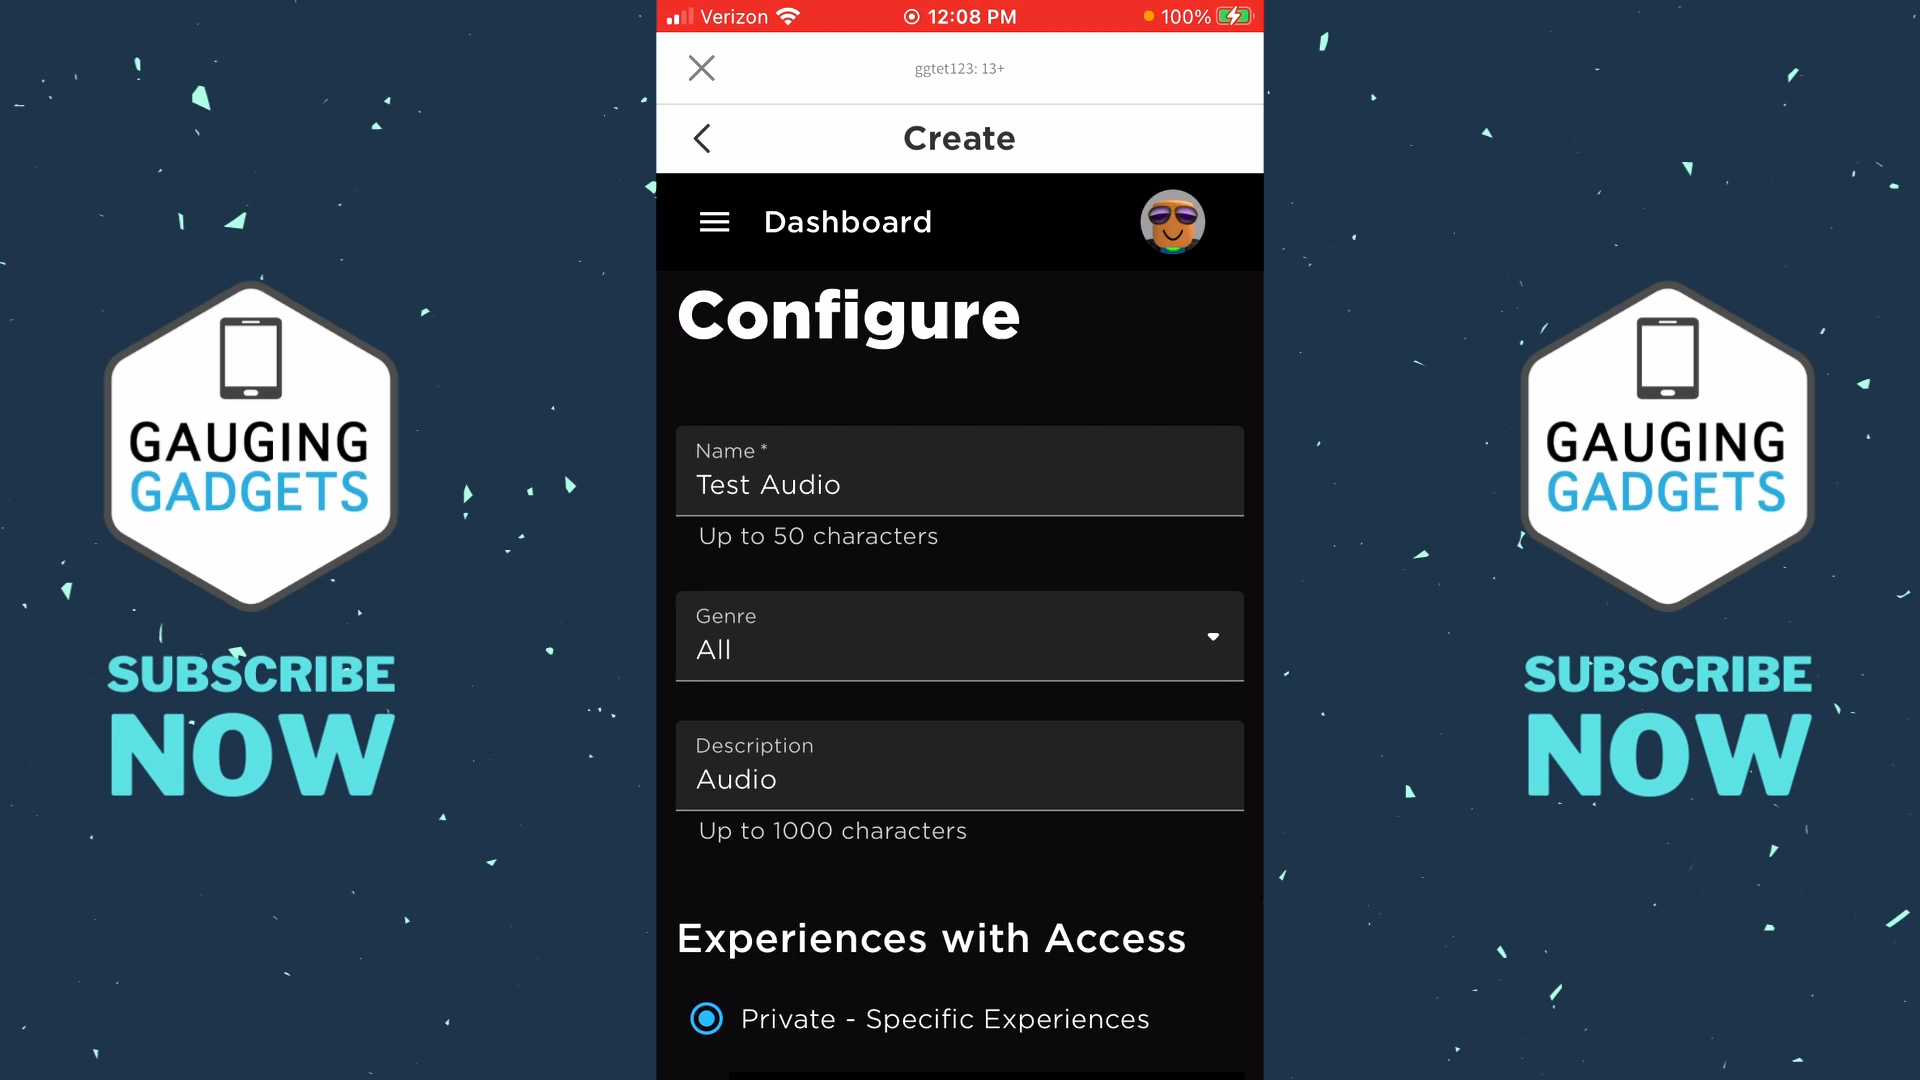 Verizon 12:08 PM 100%
ggtet123: 13+
Create
Dashboard
Configure
Name *
Test Audio
Up to 50 characters
Genre
All
Description
Audio
Up to 1000 characters
Experiences with Access
Private - Specific Experiences
GAUGING
GADGETS
SUBSCRIBE
NOW
GAUGING
GADGETS
SUBSCRIBE
NOW